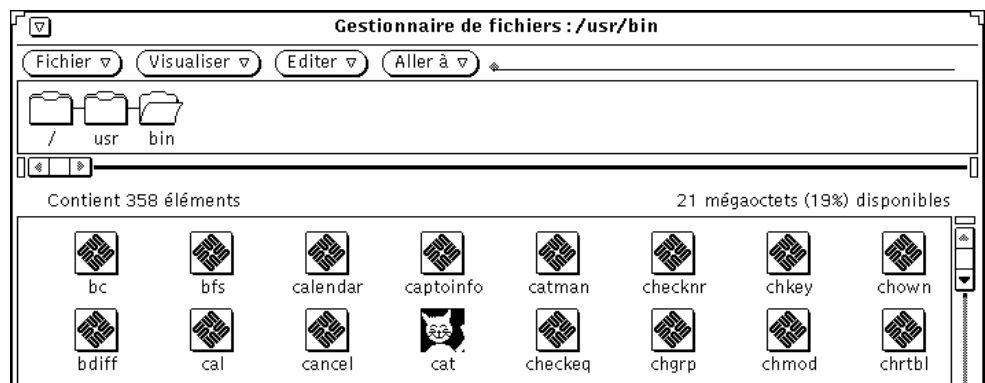 Gestionnaire de fichiers : /usr/bin
Fichier Visualiser Editer Aller à
/ usr bin
Contient 358 éléments 21 mégaoctets (19%) disponibles
bc bfs calendar captoinfo catman checknr chkey chown
bdiff cal cancel cat checkeq chgrp chmod chrtbl